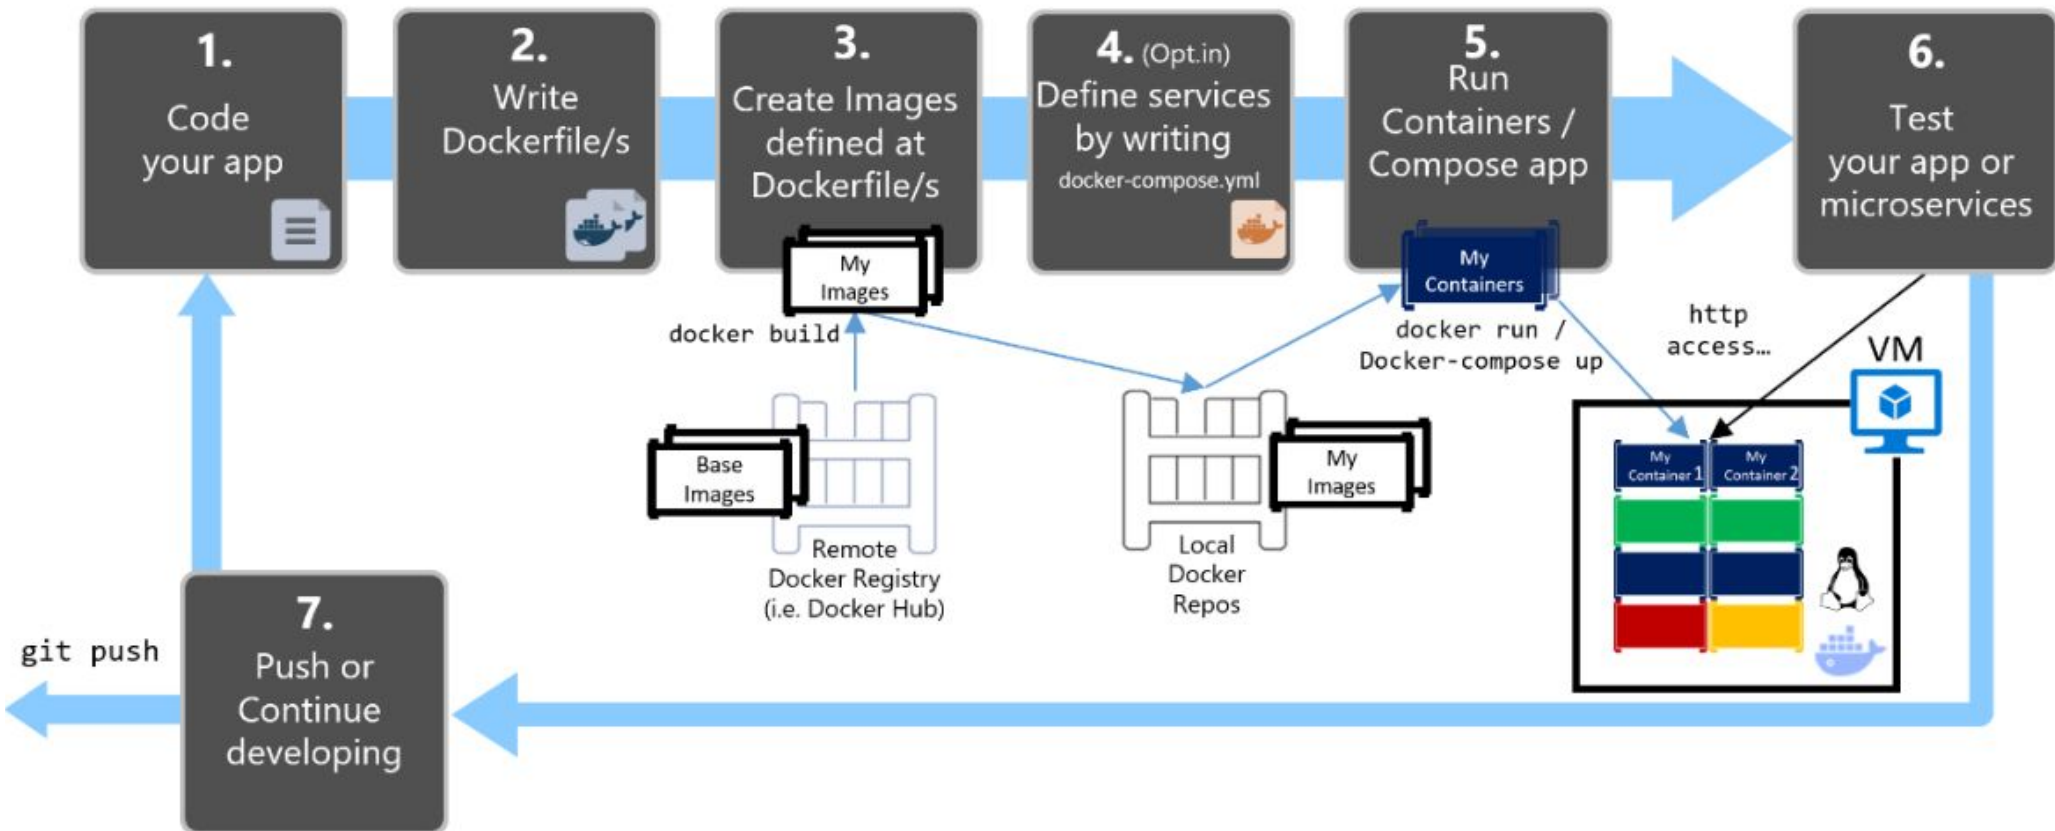 1.
Code
your app
2.
Write
Dockerfile/s
3.
Create Images
defined at
Dockerfile/s
My
Images
4. (Opt.in)
Define services
by writing
docker-compose.yml
5.
Run
Containers /
Compose app
My
Containers
6.
Test
your app or
microservices
docker build
docker run /
Docker-compose up
http
access…
VM
Base
Images
Remote
Docker Registry
(i.e. Docker Hub)
My
Images
Local
Docker
Repos
My
Container 1
My
Container 2
7.
Push or
Continue
developing
git push